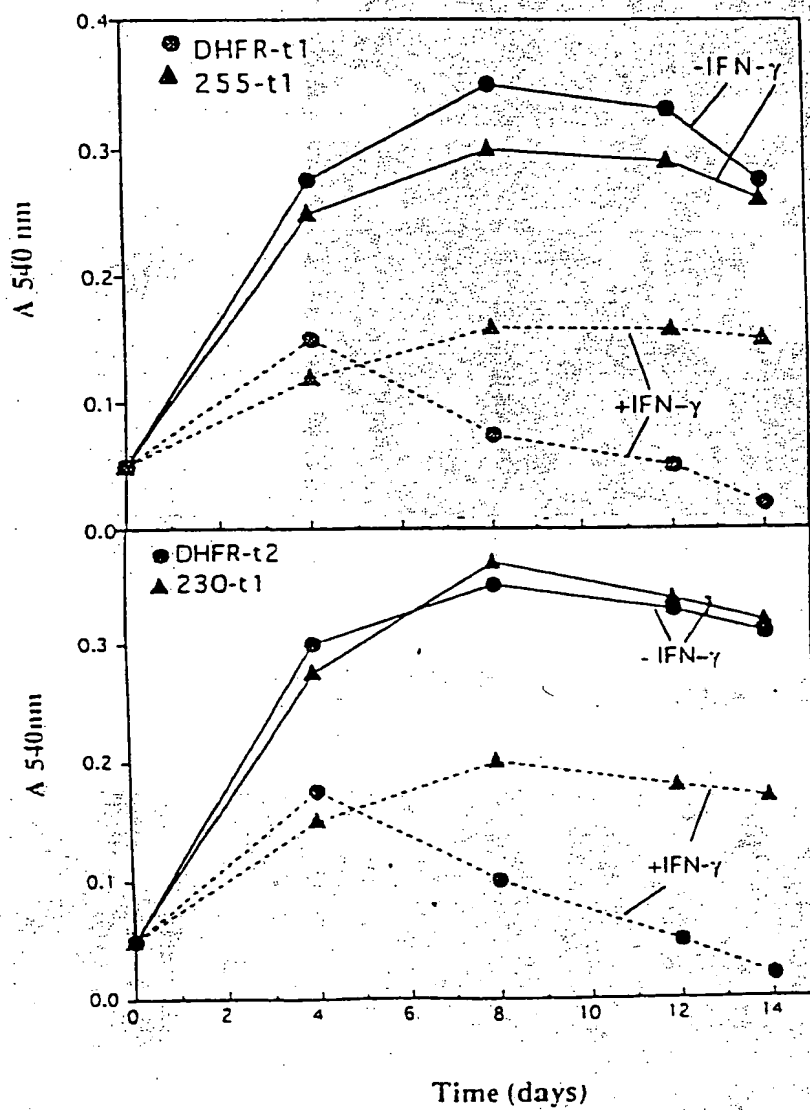 0.4
DHFR-t1
255-t1
-IFN-γ
0.3
A 540 nm
0.2
0.1
+IFN-γ
0.0
DHFR-t2
230-t1
0.3
- IFN-γ
A 540nm
0.2
0.1
+IFN-γ
0.0
0 2 4 6 8 10 12 14
Time (days)